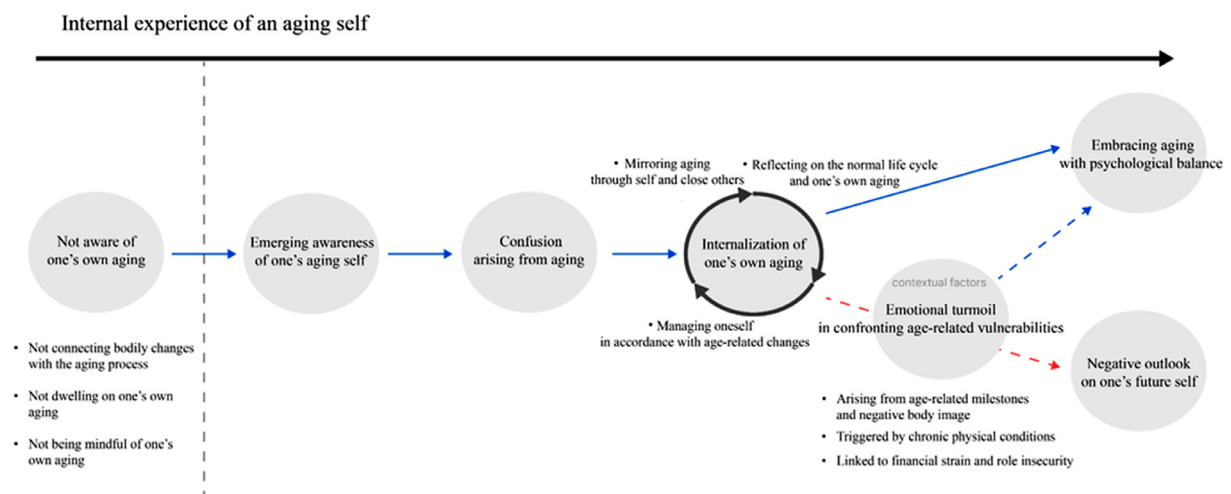 Internal experience of an aging self
Not aware of
one's own aging
• Not connecting bodily changes
with the aging process
• Not dwelling on one's own
aging
• Not being mindful of one's
own aging
Emerging awareness
of one's aging self
Confusion
arising from aging
• Mirroring aging
through self and close others
• Reflecting on the normal life cycle
and one's own aging
Internalization of
one's own aging
• Managing oneself
in accordance with age-related changes
contextual factors
Emotional turmoil
in confronting age-related vulnerabilities
• Arising from age-related milestones
and negative body image
• Triggered by chronic physical conditions
• Linked to financial strain and role insecurity
Embracing aging
with psychological balance
Negative outlook
on one's future self